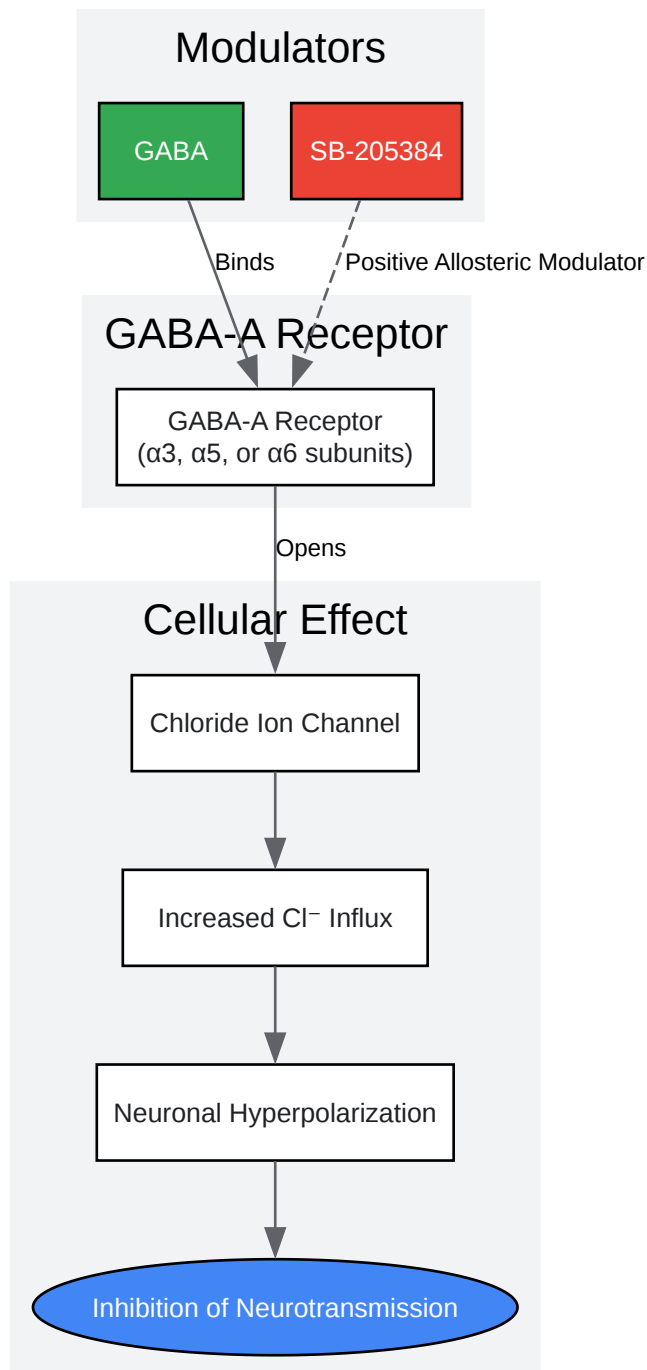 Modulators
GABA
SB-205384
Binds
Positive Allosteric Modulator
GABA-A Receptor
GABA-A Receptor
(α3, α5, or α6 subunits)
Opens
Cellular Effect
Chloride Ion Channel
Increased Cl⁻ Influx
Neuronal Hyperpolarization
Inhibition of Neurotransmission